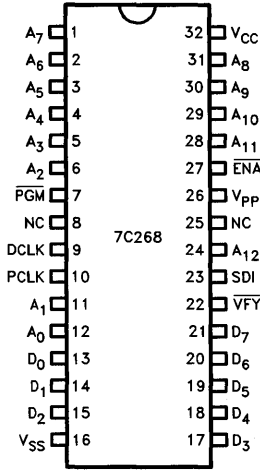 A7 1 32 VCC
A6 2 31 A8
A5 3 30 A9
A4 4 29 A10
A3 5 28 A11
A2 6 27 E̅N̅A̅
P̅G̅M̅ 7 26 VPP
NC 8 25 NC
7C268
DCLK 9 24 A12
PCLK 10 23 SDI
A1 11 22 V̅F̅Y̅
A0 12 21 D7
D0 13 20 D6
D1 14 19 D5
D2 15 18 D4
VSS 16 17 D3